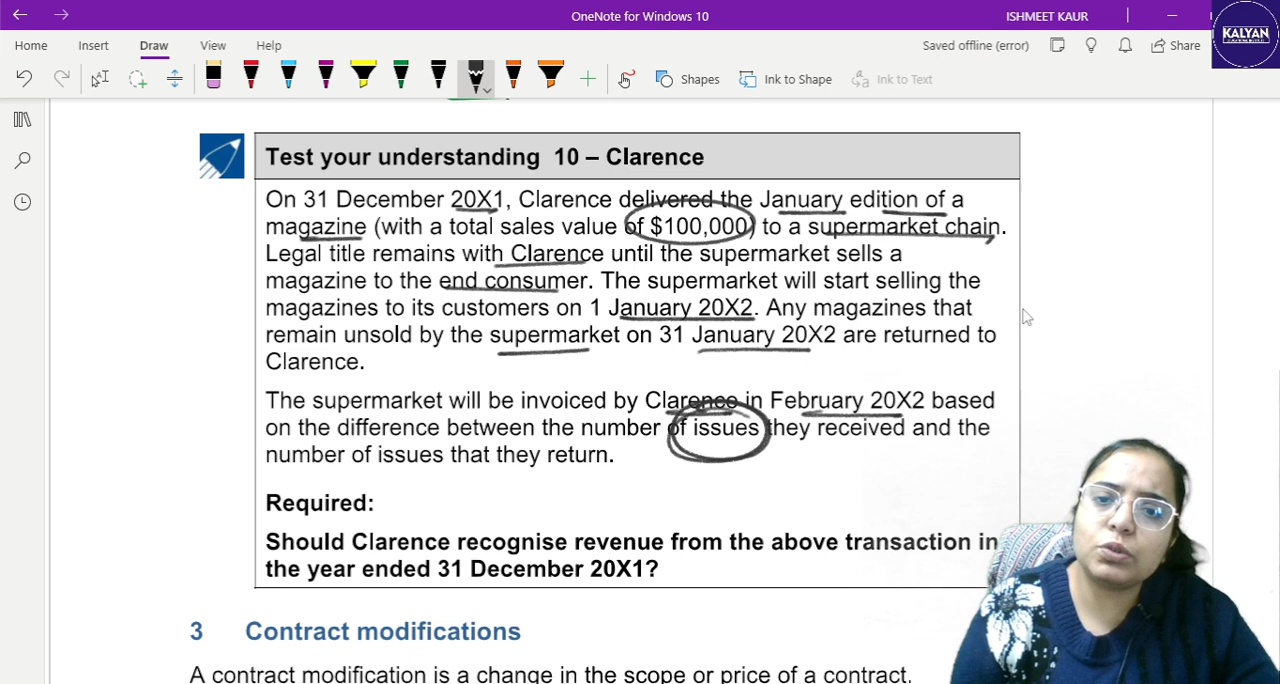 OneNote for Windows 10
ISHMEET KAUR
KALYAN
Home Insert Draw View Help
Saved offline (error)
Share
Shapes
Ink to Shape
Ink to Text
Test your understanding 10 – Clarence
On 31 December 20X1, Clarence delivered the January edition of a
magazine (with a total sales value of $100,000) to a supermarket chain.
Legal title remains with Clarence until the supermarket sells a
magazine to the end consumer. The supermarket will start selling the
magazines to its customers on 1 January 20X2. Any magazines that
remain unsold by the supermarket on 31 January 20X2 are returned to
Clarence.
The supermarket will be invoiced by Clarence in February 20X2 based
on the difference between the number of issues they received and the
number of issues that they return.
Required:
Should Clarence recognise revenue from the above transaction in
the year ended 31 December 20X1?
3 Contract modifications
A contract modification is a change in the scope or price of a contract.